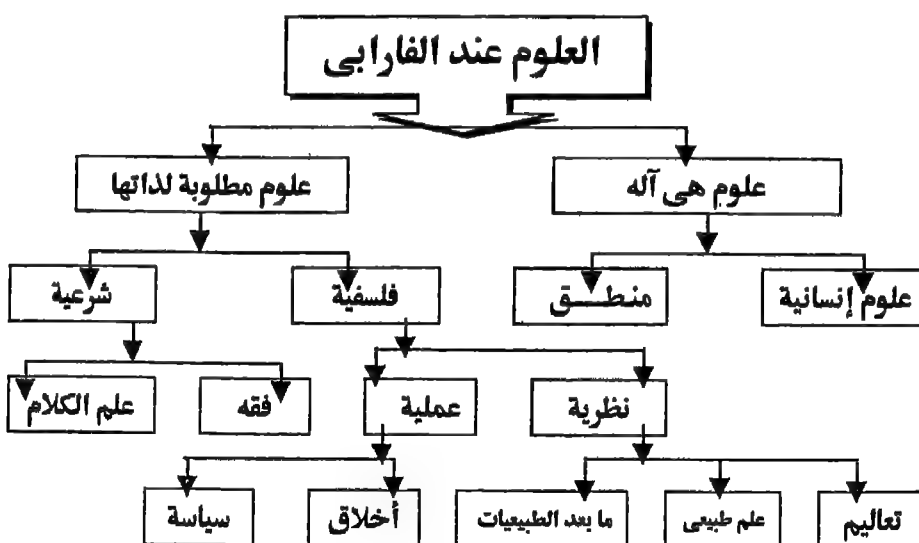 العلوم عند الفارابى
علوم هى آله
علوم مطلوبة لذاتها
علوم إنسانية
منطـــق
فلسفية
شرعية
نظرية
عملية
فقه
علم الكلام
تعاليم
علم طبيعى
ما بعد الطبيعيات
أخلاق
سياسة